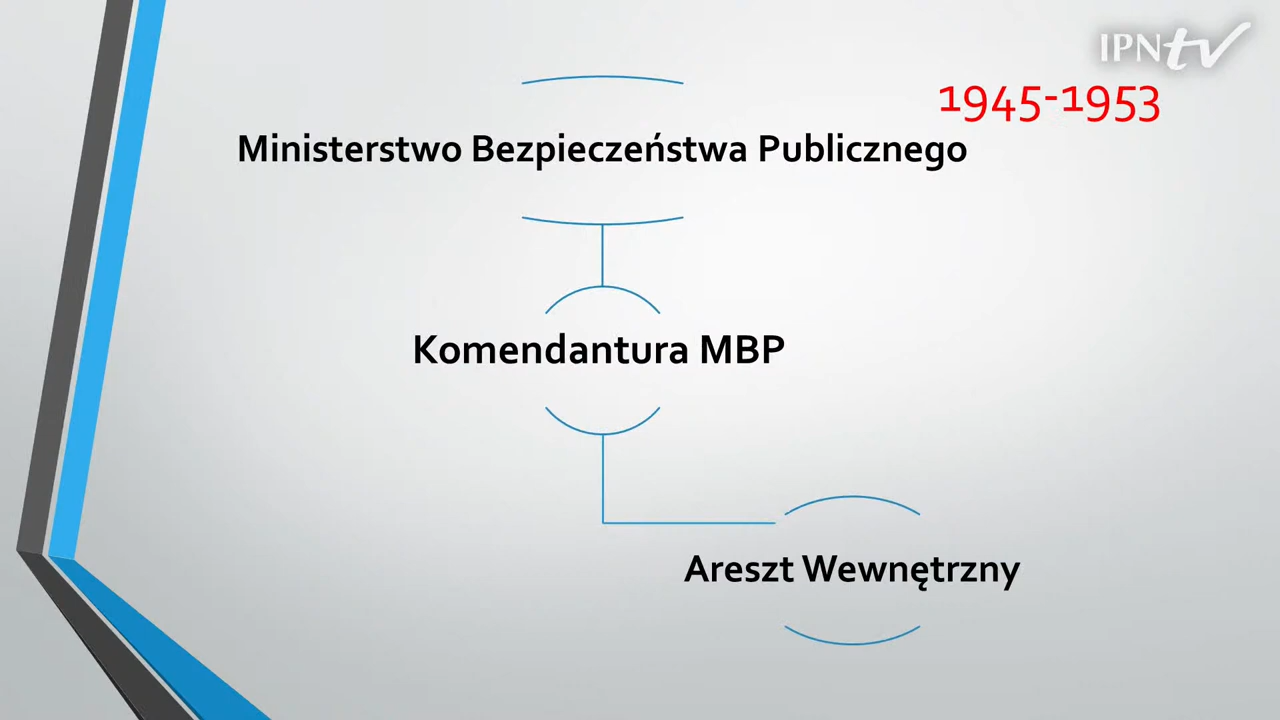 IPNtv
1945-1953
Ministerstwo Bezpieczeństwa Publicznego
Komendantura MBP
Areszt Wewnętrzny